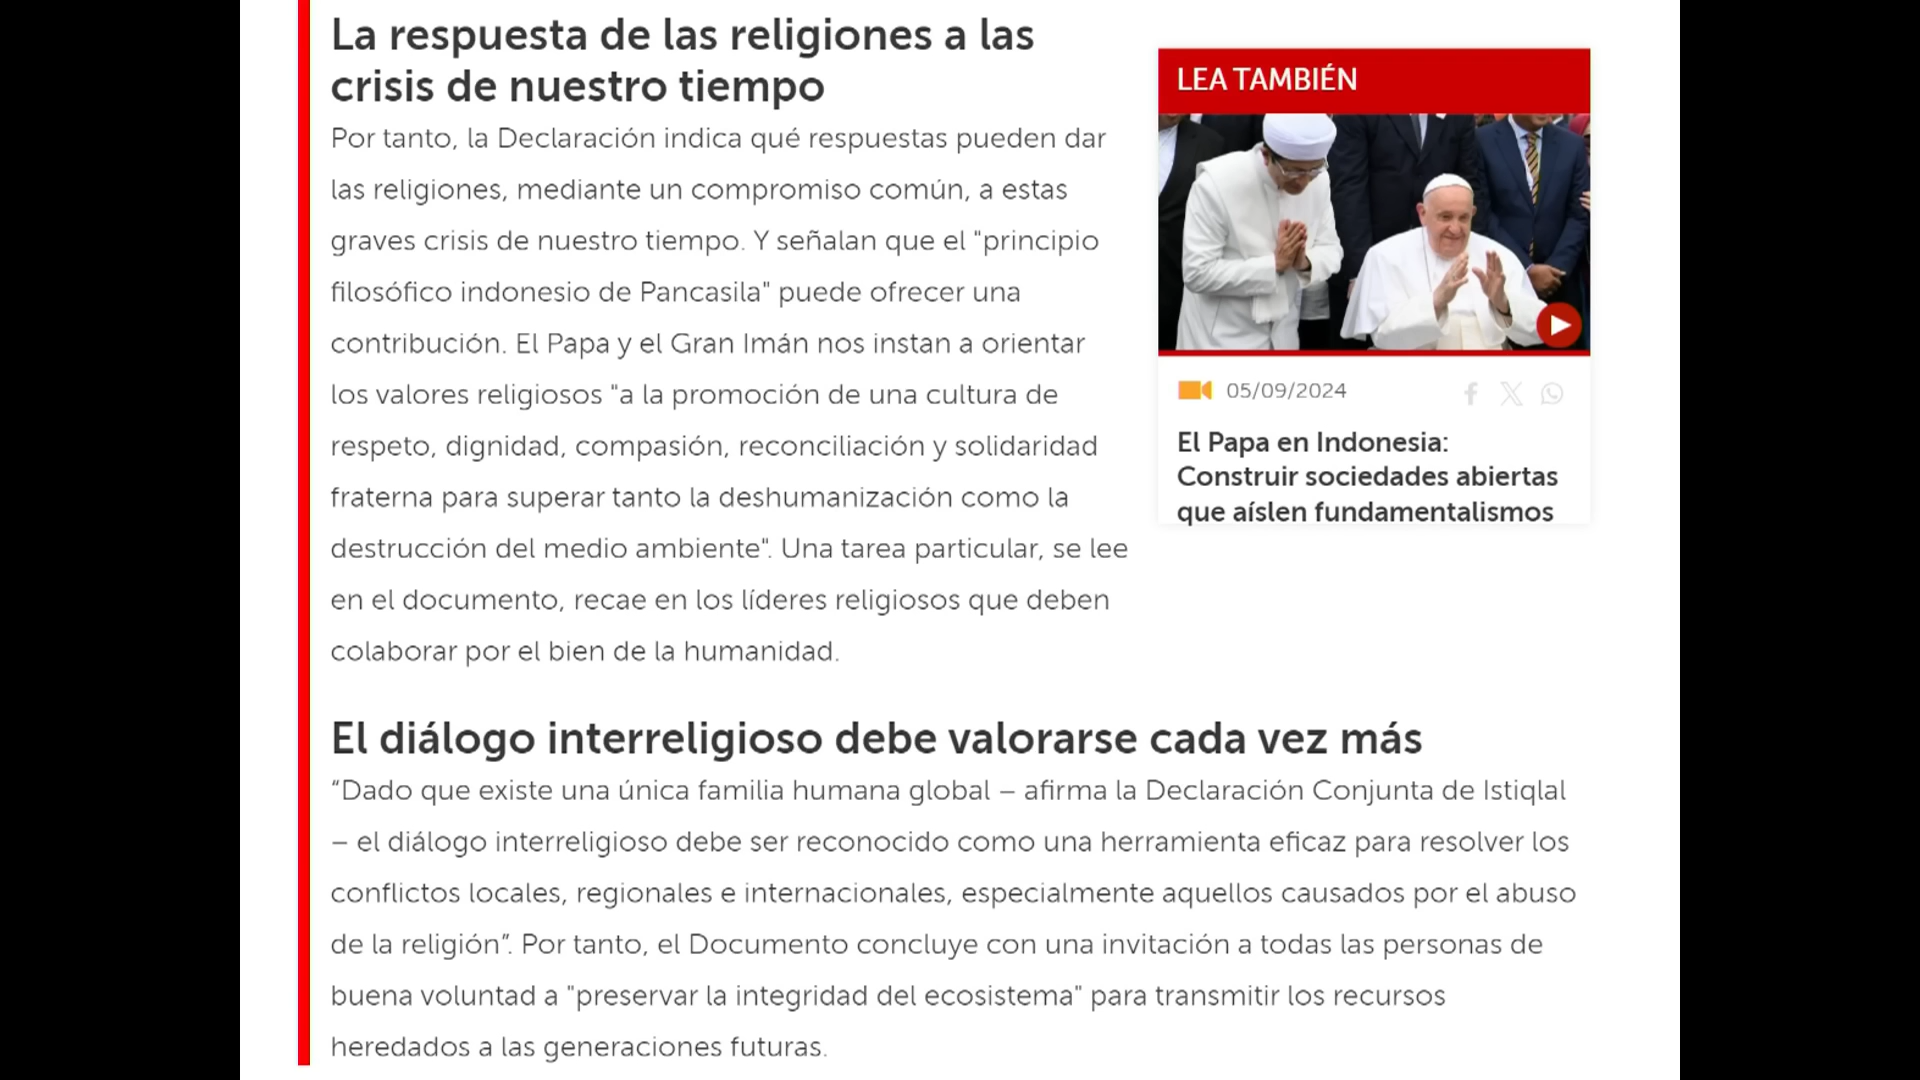 La respuesta de las religiones a las
crisis de nuestro tiempo
Por tanto, la Declaración indica qué respuestas pueden dar
las religiones, mediante un compromiso común, a estas
graves crisis de nuestro tiempo. Y señalan que el "principio
filosófico indonesio de Pancasila" puede ofrecer una
contribución. El Papa y el Gran Imán nos instan a orientar
los valores religiosos "a la promoción de una cultura de
respeto, dignidad, compasión, reconciliación y solidaridad
fraterna para superar tanto la deshumanización como la
destrucción del medio ambiente". Una tarea particular, se lee
en el documento, recae en los líderes religiosos que deben
colaborar por el bien de la humanidad.
LEA TAMBIÉN
05/09/2024
El Papa en Indonesia:
Construir sociedades abiertas
que aíslen fundamentalismos
El diálogo interreligioso debe valorarse cada vez más
“Dado que existe una única familia humana global – afirma la Declaración Conjunta de Istiqlal
– el diálogo interreligioso debe ser reconocido como una herramienta eficaz para resolver los
conflictos locales, regionales e internacionales, especialmente aquellos causados por el abuso
de la religión”. Por tanto, el Documento concluye con una invitación a todas las personas de
buena voluntad a "preservar la integridad del ecosistema" para transmitir los recursos
heredados a las generaciones futuras.